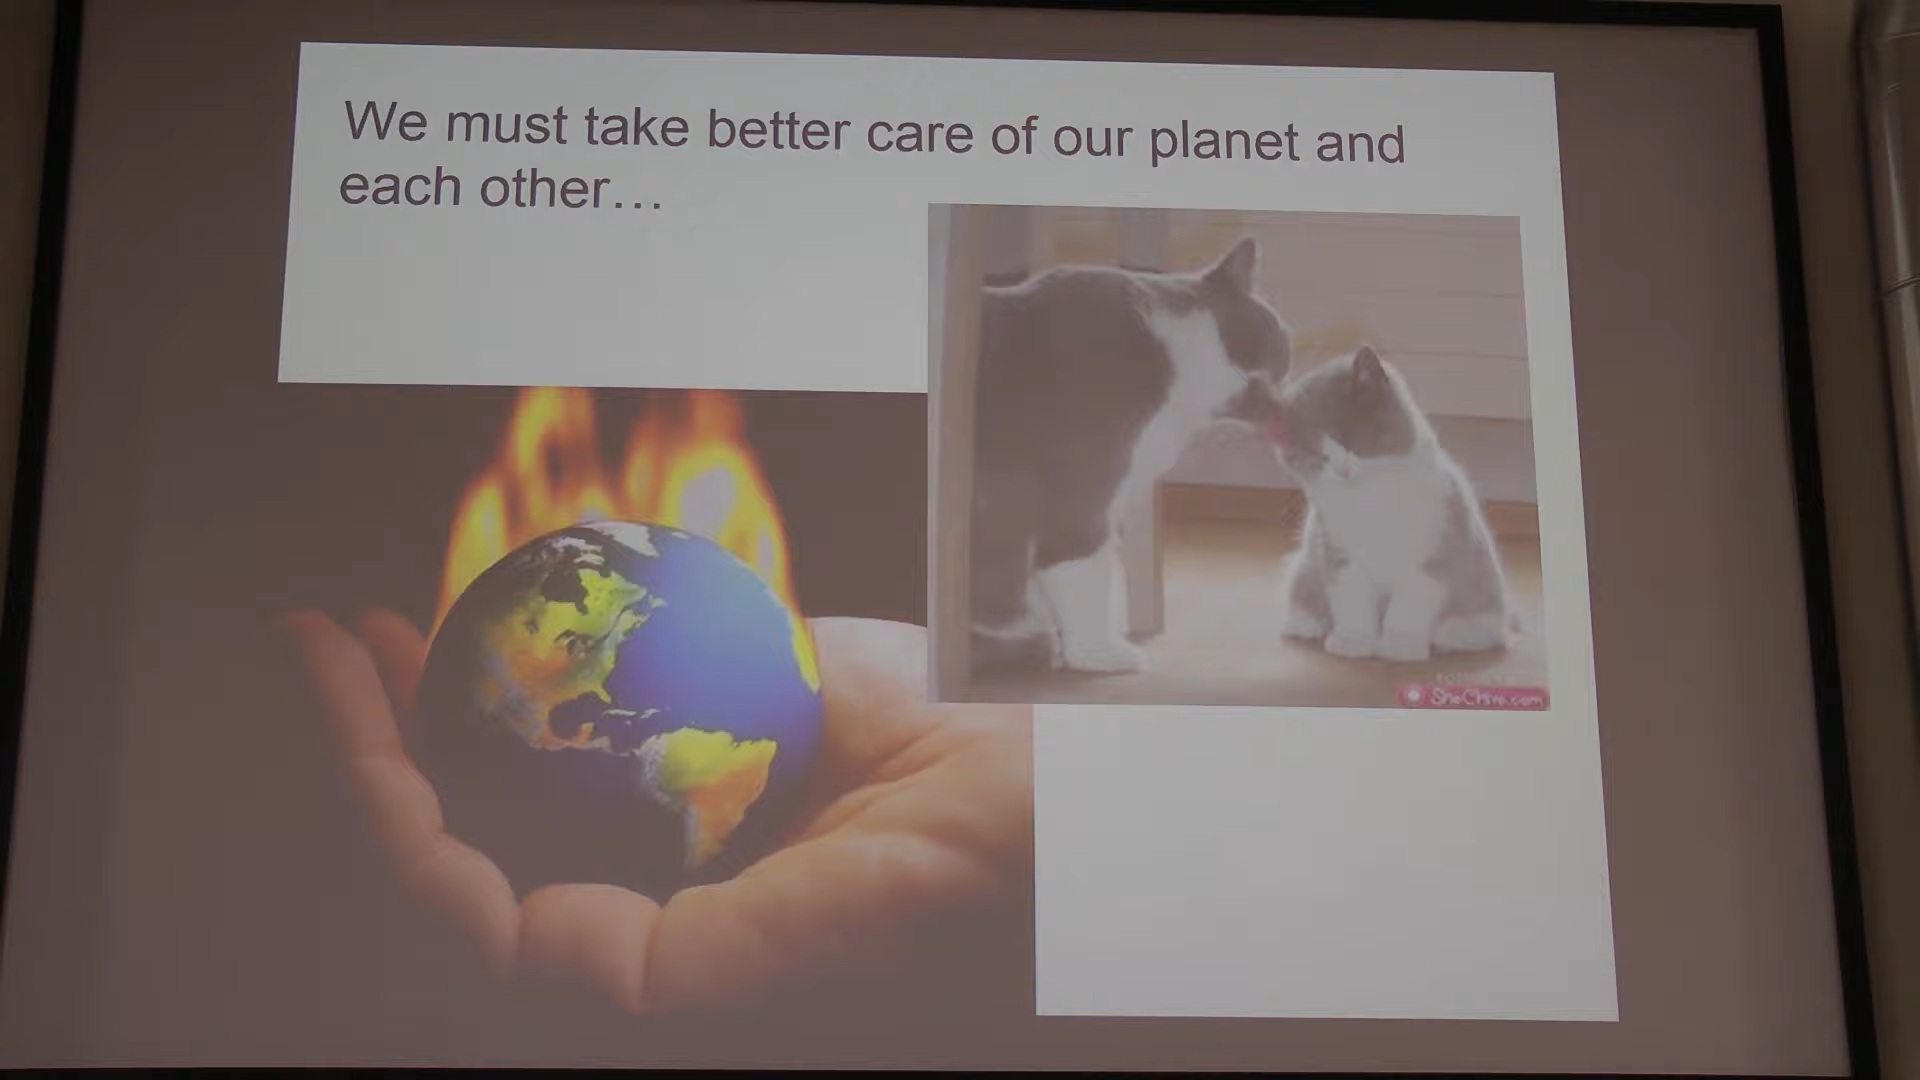 We must take better care of our planet and
each other…